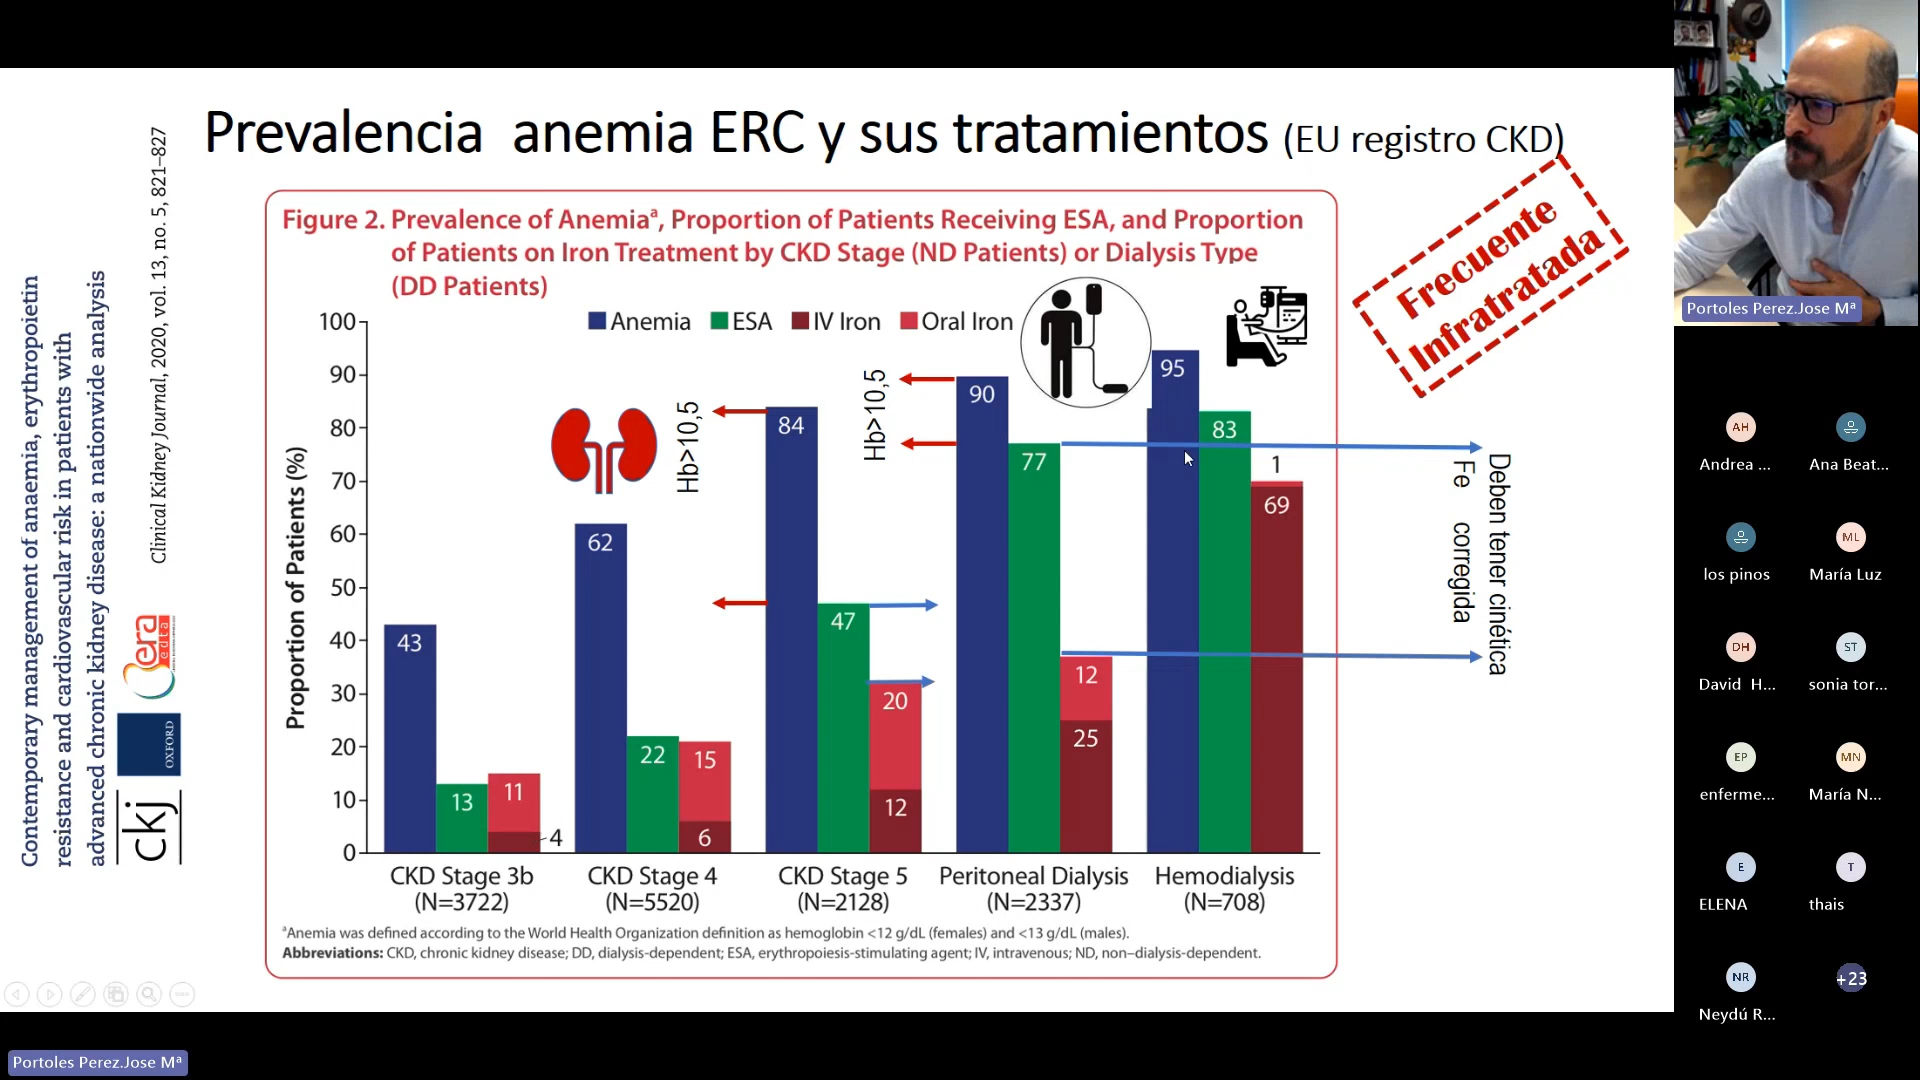 Prevalencia anemia ERC y sus tratamientos (EU registro CKD)
Contemporary management of anaemia, erythropoietin
resistance and cardiovascular risk in patients with
advanced chronic kidney disease: a nationwide analysis
Clinical Kidney Journal, 2020, vol. 13, no. 5, 821–827
era
edta
OXFORD
ckj
Figure 2. Prevalence of Anemiaª, Proportion of Patients Receiving ESA, and Proportion
of Patients on Iron Treatment by CKD Stage (ND Patients) or Dialysis Type
(DD Patients)
Anemia ESA IV Iron Oral Iron
Frecuente
Infratratada
Proportion of Patients (%)
100
90
80
70
60
50
40
30
20
10
0
43
13
11
4
62
22
15
6
Hb>10,5
84
47
20
12
Hb>10,5
90
77
12
25
95
83
1
69
Deben tener cinética
Fe corregida
CKD Stage 3b
(N=3722)
CKD Stage 4
(N=5520)
CKD Stage 5
(N=2128)
Peritoneal Dialysis
(N=2337)
Hemodialysis
(N=708)
ªAnemia was defined according to the World Health Organization definition as hemoglobin <12 g/dL (females) and <13 g/dL (males).
Abbreviations: CKD, chronic kidney disease; DD, dialysis-dependent; ESA, erythropoiesis-stimulating agent; IV, intravenous; ND, non–dialysis-dependent.
Portoles Perez.Jose Mª
Portoles Perez.Jose Mª
AH
Andrea ...
Ana Beat...
los pinos
ML
María Luz
DH
David H...
ST
sonia tor...
EP
enferme...
MN
María N...
E
ELENA
T
thais
NR
Neydú R...
+23